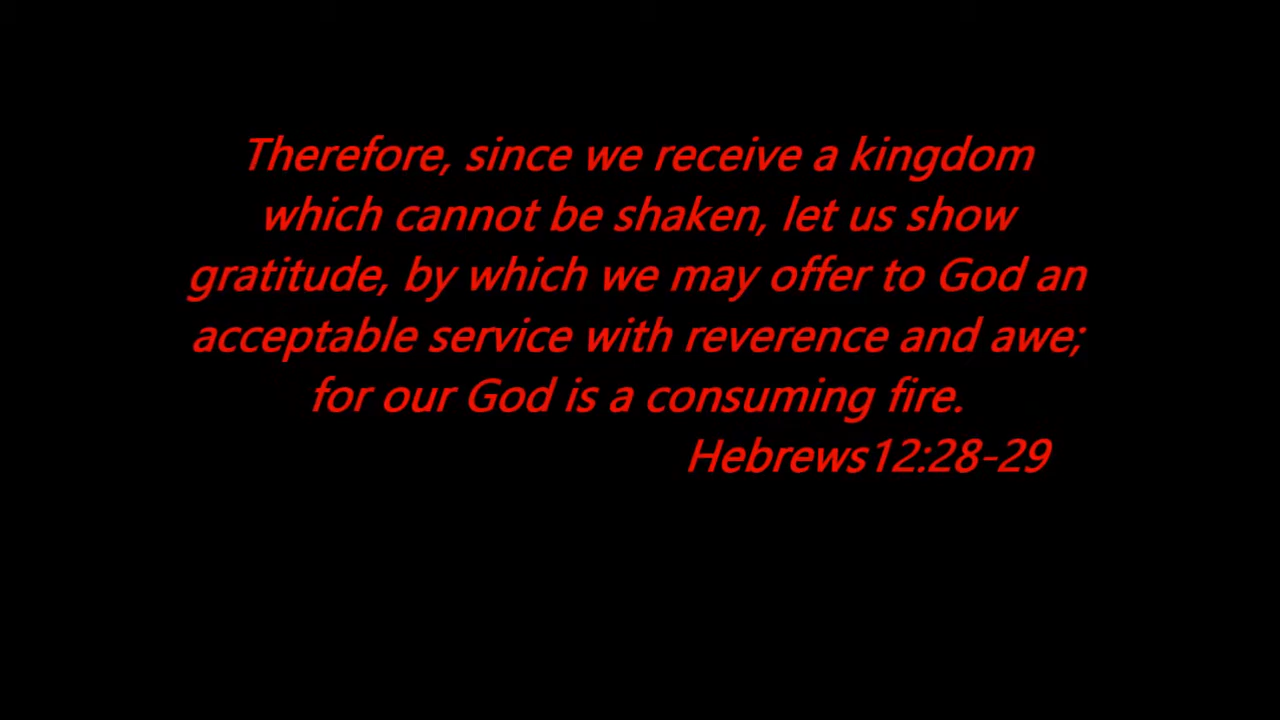 Therefore, since we receive a kingdom
which cannot be shaken, let us show
gratitude, by which we may offer to God an
acceptable service with reverence and awe;
for our God is a consuming fire.
Hebrews12:28-29